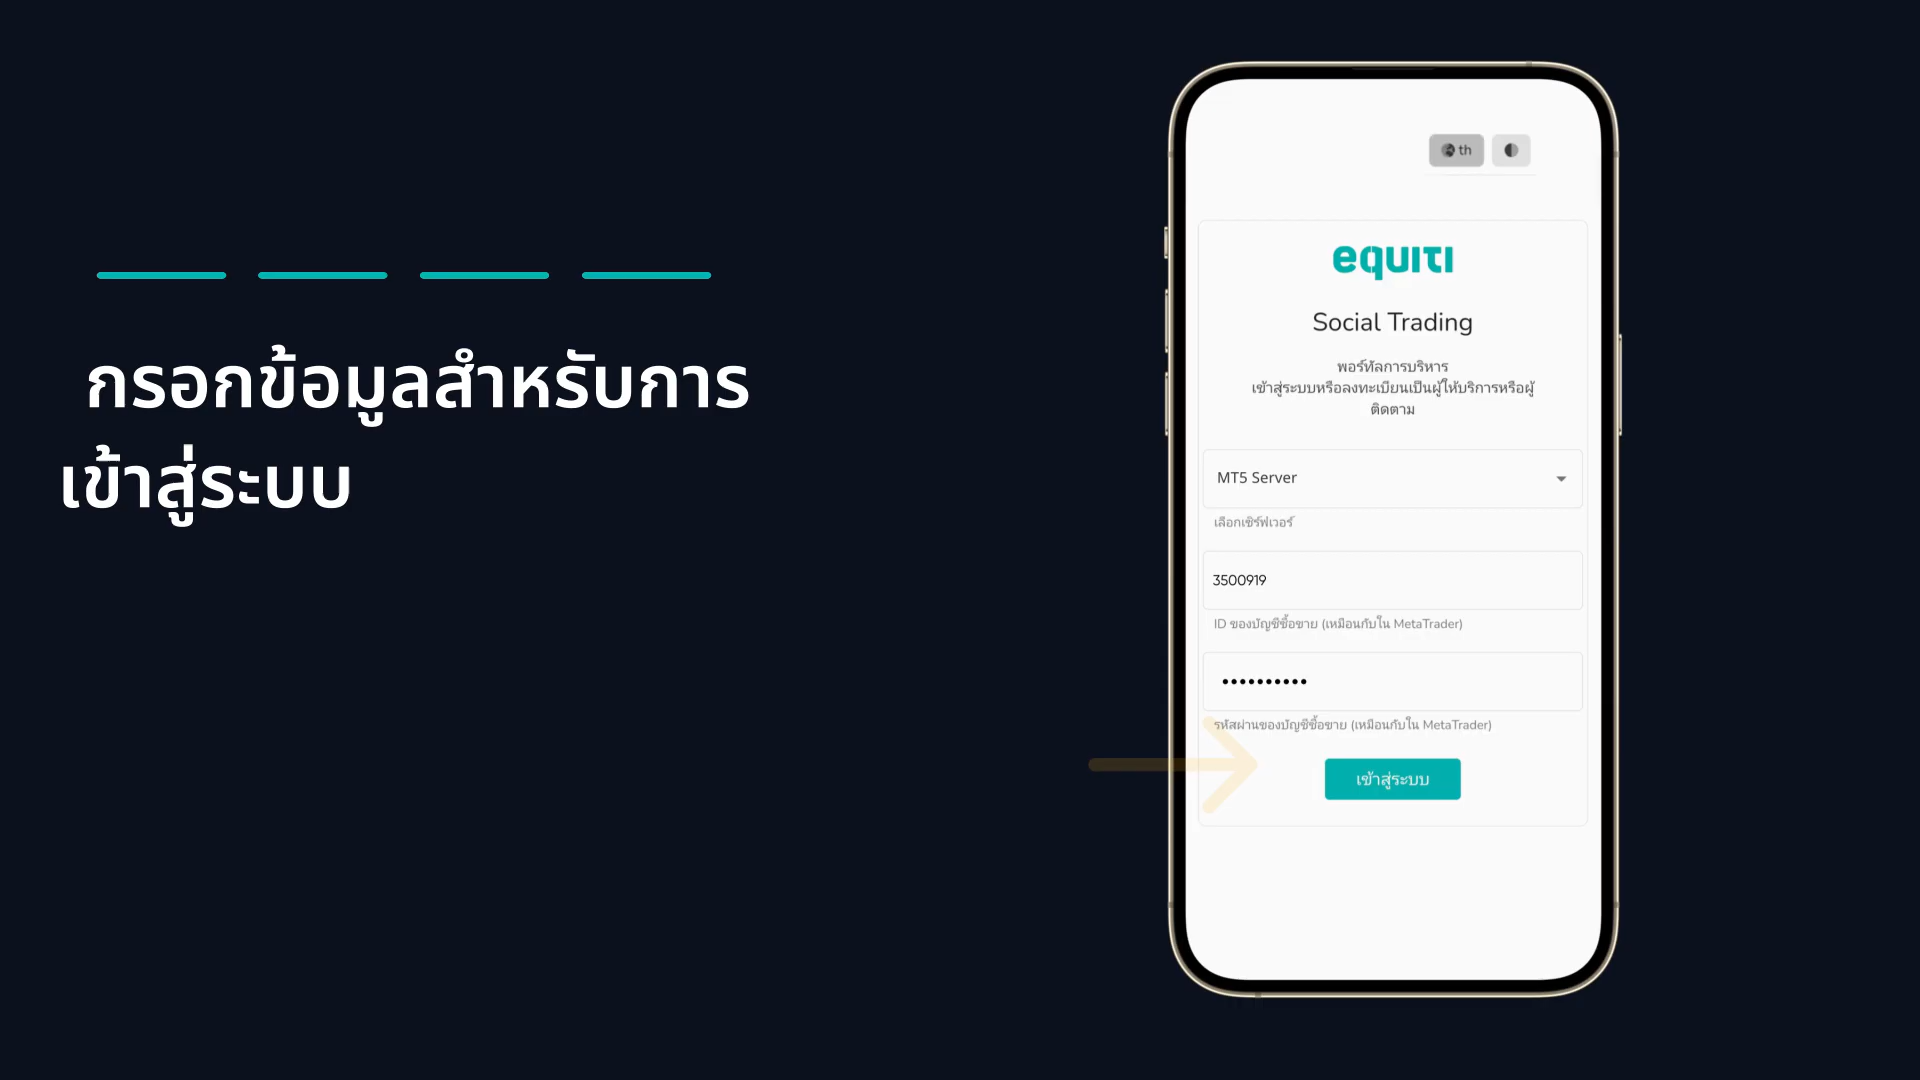 กรอกข้อมูลสำหรับการ
เข้าสู่ระบบ
th
equiti
Social Trading
พอร์ทัลการบริหาร
เข้าสู่ระบบหรือลงทะเบียนเป็นผู้ให้บริการหรือผู้
ติดตาม
MT5 Server
เลือกเซิร์ฟเวอร์
3500919
ID ของบัญชีซื้อขาย (เหมือนกับใน MetaTrader)
••••••••••
รหัสผ่านของบัญชีซื้อขาย (เหมือนกับใน MetaTrader)
เข้าสู่ระบบ